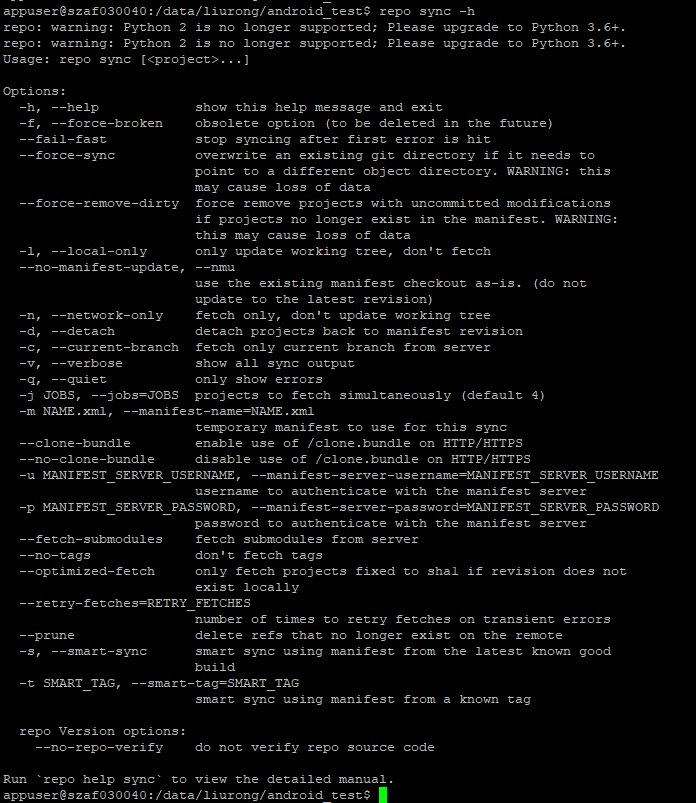 appuser@szaf030040:/data/liurong/android_test$ repo sync -h
repo: warning: Python 2 is no longer supported; Please upgrade to Python 3.6+.
repo: warning: Python 2 is no longer supported; Please upgrade to Python 3.6+.
Usage: repo sync [<project>...]

Options:
  -h, --help            show this help message and exit
  -f, --force-broken    obsolete option (to be deleted in the future)
  --fail-fast           stop syncing after first error is hit
  --force-sync          overwrite an existing git directory if it needs to
                        point to a different object directory. WARNING: this
                        may cause loss of data
  --force-remove-dirty  force remove projects with uncommitted modifications
                        if projects no longer exist in the manifest. WARNING:
                        this may cause loss of data
  -l, --local-only      only update working tree, don't fetch
  --no-manifest-update, --nmu
                        use the existing manifest checkout as-is. (do not
                        update to the latest revision)
  -n, --network-only    fetch only, don't update working tree
  -d, --detach          detach projects back to manifest revision
  -c, --current-branch  fetch only current branch from server
  -v, --verbose         show all sync output
  -q, --quiet           only show errors
  -j JOBS, --jobs=JOBS  projects to fetch simultaneously (default 4)
  -m NAME.xml, --manifest-name=NAME.xml
                        temporary manifest to use for this sync
  --clone-bundle        enable use of /clone.bundle on HTTP/HTTPS
  --no-clone-bundle     disable use of /clone.bundle on HTTP/HTTPS
  -u MANIFEST_SERVER_USERNAME, --manifest-server-username=MANIFEST_SERVER_USERNAME
                        username to authenticate with the manifest server
  -p MANIFEST_SERVER_PASSWORD, --manifest-server-password=MANIFEST_SERVER_PASSWORD
                        password to authenticate with the manifest server
  --fetch-submodules    fetch submodules from server
  --no-tags             don't fetch tags
  --optimized-fetch     only fetch projects fixed to sha1 if revision does not
                        exist locally
  --retry-fetches=RETRY_FETCHES
                        number of times to retry fetches on transient errors
  --prune               delete refs that no longer exist on the remote
  -s, --smart-sync      smart sync using manifest from the latest known good
                        build
  -t SMART_TAG, --smart-tag=SMART_TAG
                        smart sync using manifest from a known tag

  repo Version options:
    --no-repo-verify    do not verify repo source code

Run `repo help sync` to view the detailed manual.
appuser@szaf030040:/data/liurong/android_test$